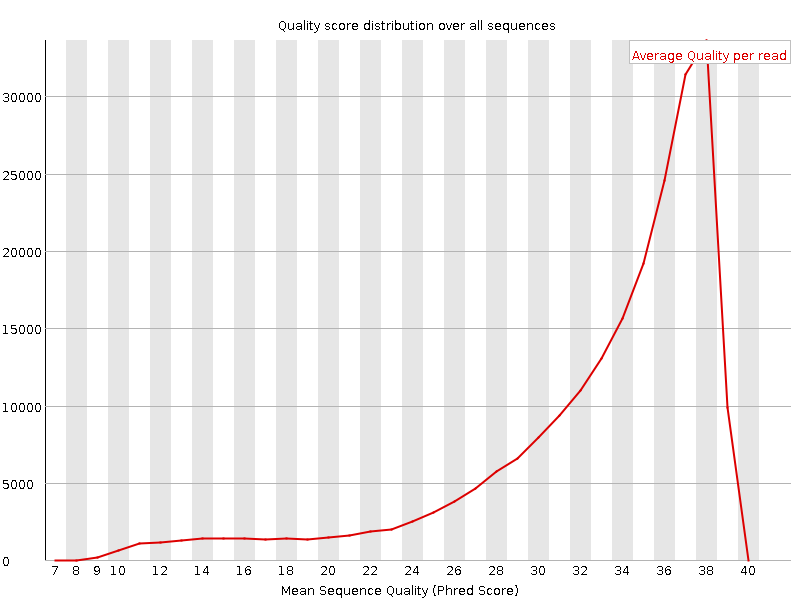 Quality score distribution over all sequences
Average Quality per read
30000
25000
20000
15000
10000
5000
0
7 8 9 10 12 14 16 18 20 22 24 26 28 30 32 34 36 38 40
Mean Sequence Quality (Phred Score)